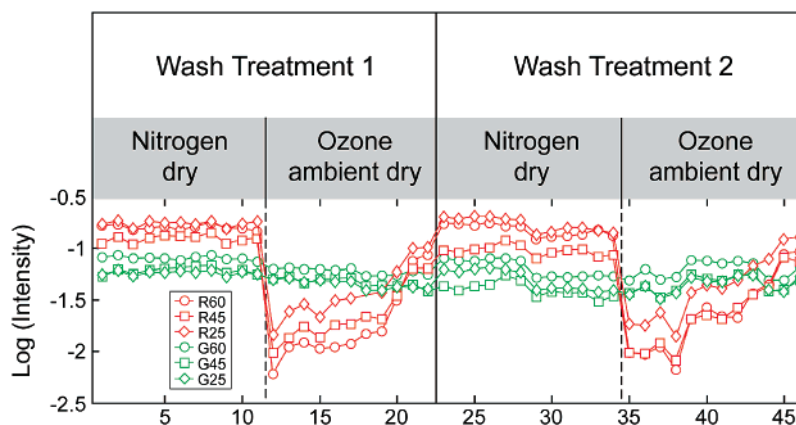 Wash Treatment 1
Wash Treatment 2
Nitrogen
dry
Ozone
ambient dry
Nitrogen
dry
Ozone
ambient dry
Log (Intensity)
-0.5
-1
-1.5
-2
-2.5
R60
R45
R25
G60
G45
G25
5 10 15 20 25 30 35 40 45